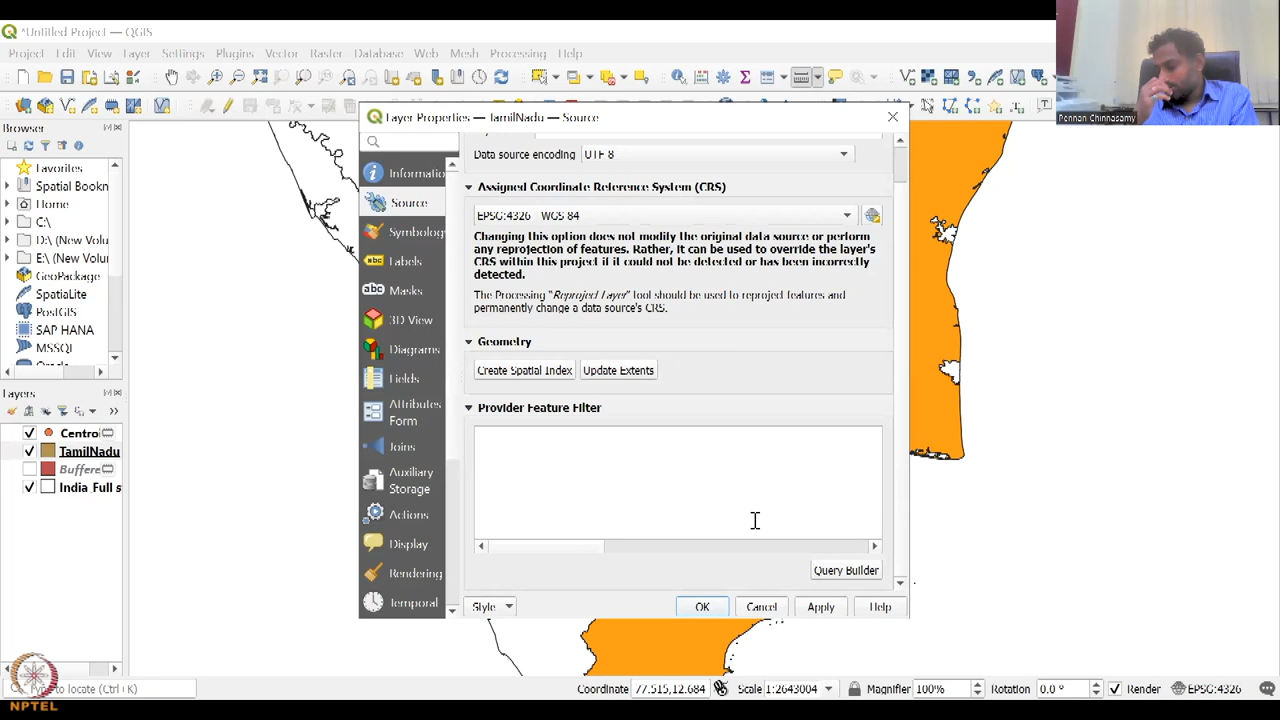 *Untitled Project — QGIS
Project Edit View Layer Settings Plugins Vector Raster Database Web Mesh Processing Help
Pennan Chinnasamy
Browser
Favorites
Spatial Bookn
Home
C:\
D:\ (New Volu
E:\ (New Volu
GeoPackage
SpatiaLite
PostGIS
SAP HANA
MSSQL
Layers
Centroi
TamilNadu
Buffere
India_Full s
Layer Properties — TamilNadu — Source
Informatio
Source
Symbology
Labels
Masks
3D View
Diagrams
Fields
Attributes
Form
Joins
Auxiliary
Storage
Actions
Display
Rendering
Temporal
Data source encoding UTF-8
Assigned Coordinate Reference System (CRS)
EPSG:4326 - WGS 84
Changing this option does not modify the original data source or perform
any reprojection of features. Rather, it can be used to override the layer's
CRS within this project if it could not be detected or has been incorrectly
detected.
The Processing "Reproject Layer" tool should be used to reproject features and
permanently change a data source's CRS.
Geometry
Create Spatial Index Update Extents
Provider Feature Filter
Query Builder
Style OK Cancel Apply Help
Type to locate (Ctrl+K)
Coordinate 77.515,12.684 Scale 1:2643004 Magnifier 100% Rotation 0.0 ° Render EPSG:4326
NPTEL